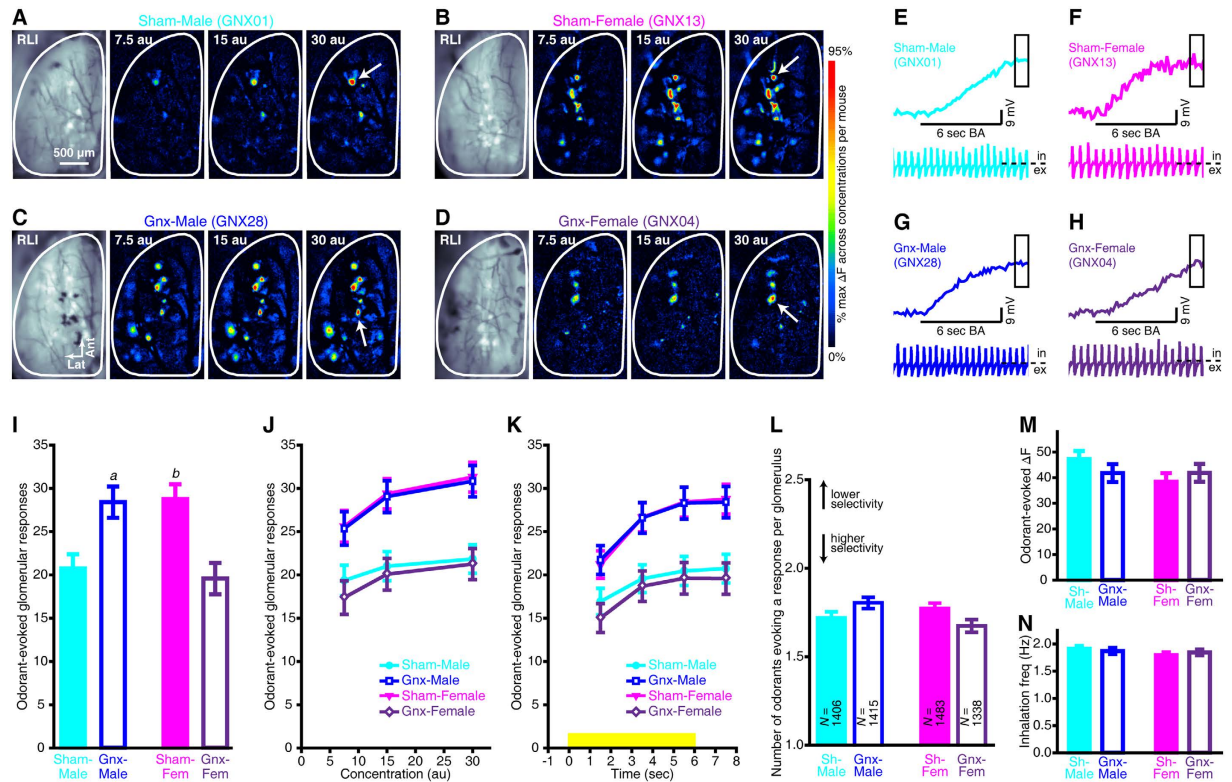 A
Sham-Male (GNX01)
RLI
7.5 au
15 au
30 au
500 µm
B
Sham-Female (GNX13)
RLI
7.5 au
15 au
30 au
95%
% max ΔF across concentrations per mouse
0%
C
Gnx-Male (GNX28)
RLI
7.5 au
15 au
30 au
Lat
Ant
D
Gnx-Female (GNX04)
RLI
7.5 au
15 au
30 au
E
Sham-Male
(GNX01)
6 sec BA
9 mV
in
ex
F
Sham-Female
(GNX13)
6 sec BA
9 mV
in
ex
G
Gnx-Male
(GNX28)
6 sec BA
9 mV
in
ex
H
Gnx-Female
(GNX04)
6 sec BA
9 mV
in
ex
I
Odorant-evoked glomerular responses
35
30
25
20
15
10
5
0
a
b
Sham-
Male
Gnx-
Male
Sham-
Fem
Gnx-
Fem
J
Odorant-evoked glomerular responses
35
30
25
20
15
10
5
0
Sham-Male
Gnx-Male
Sham-Female
Gnx-Female
0 10 20 30
Concentration (au)
K
Odorant-evoked glomerular responses
35
30
25
20
15
10
5
0
Sham-Male
Gnx-Male
Sham-Female
Gnx-Female
-1 0 1 2 3 4 5 6 7 8
Time (sec)
L
Number of odorants evoking a response per glomerulus
2.5
2.0
1.5
1.0
lower
selectivity
higher
selectivity
N =
1406
N =
1415
N =
1483
N =
1338
Sh-
Male
Gnx-
Male
Sh-
Fem
Gnx-
Fem
M
Odorant-evoked ΔF
50
40
30
20
10
0
Sh-
Male
Gnx-
Male
Sh-
Fem
Gnx-
Fem
N
Inhalation freq (Hz)
2.0
1.5
1.0
0.5
0.0
Sh-
Male
Gnx-
Male
Sh-
Fem
Gnx-
Fem